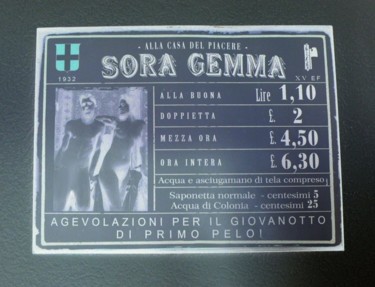 - ALLA CASA DEL PIACERE -
SORA GEMMA
1932
XV EF
ALLA BUONA Lire 1,10
DOPPIETTA £. 2
MEZZA ORA £. 4,50
ORA INTERA £. 6,30
Acqua e asciugamano di tela compreso!
Saponetta normale - centesimi 5
Acqua di Colonia - centesimi 25
AGEVOLAZIONI PER IL GIOVANOTTO
DI PRIMO PELO!